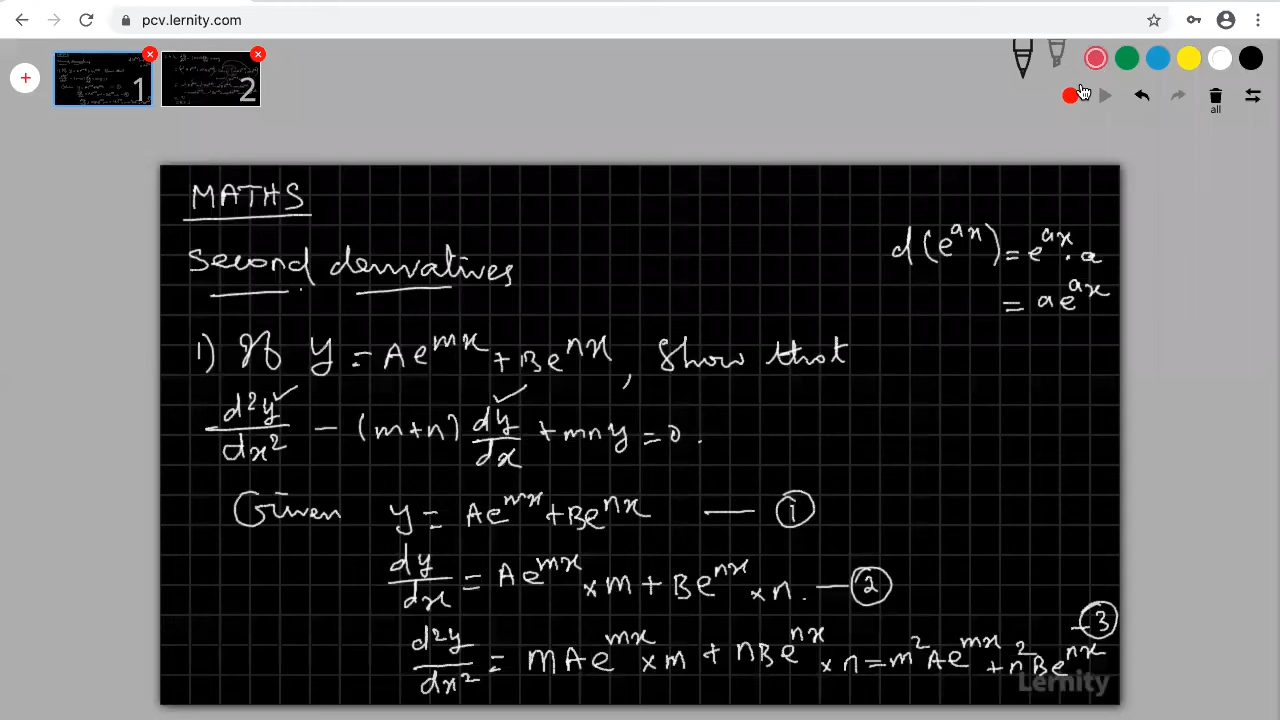 pcv.lernity.com
1
2
all
MATHS
Second derivatives
d(e^{ax}) = e^{ax}.a
= ae^{ax}
1) If y = Ae^{mx} + Be^{nx}, show that
d²y/dx² - (m+n) dy/dx + mny = 0.
Given y = Ae^{mx} + Be^{nx} — ①
dy/dx = Ae^{mx} × m + Be^{nx} × n. — ②
d²y/dx² = mAe^{mx} × m + nBe^{nx} × n = m²Ae^{mx} + n²Be^{nx} — ③
Lernity